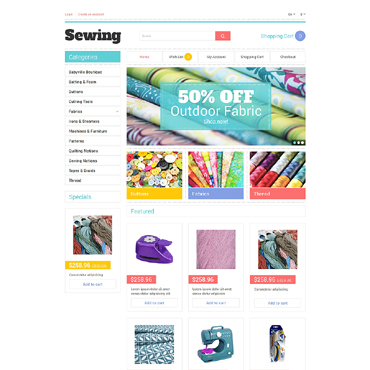 Login
Create an Account
Sewing
Shopping Cart 0
Categories
Home
Wish List
My Account
Shopping Cart
Checkout
Babyville Boutique
Batting & Foam
Buttons
Cutting Tools
Fabrics
Irons & Steamers
Machines & Furniture
Patterns
Quilting Notions
Sewing Notions
Tapes & Braids
Thread
50% OFF
Outdoor Fabric
Shop now!
Buttons
Fabrics
Thread
Specials
Featured
$258.96
Add to cart
$258.96
Add to cart
$258.96
Add to cart
$258.96
Add to cart